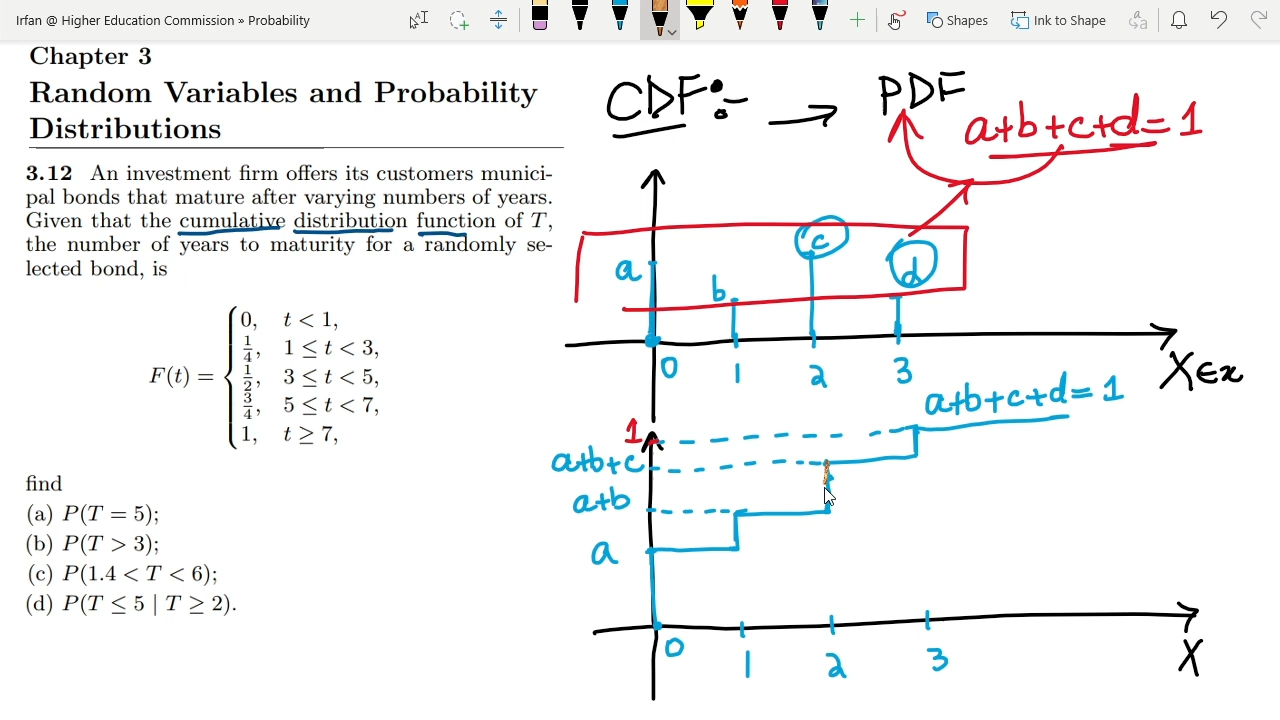 Irfan @ Higher Education Commission » Probability
Shapes
Ink to Shape
Chapter 3
Random Variables and Probability
Distributions
3.12 An investment firm offers its customers munici-
pal bonds that mature after varying numbers of years.
Given that the cumulative distribution function of T,
the number of years to maturity for a randomly se-
lected bond, is
F(t) = { 0, t < 1,
1/4, 1 ≤ t < 3,
1/2, 3 ≤ t < 5,
3/4, 5 ≤ t < 7,
1, t ≥ 7,
find
(a) P(T = 5);
(b) P(T > 3);
(c) P(1.4 < T < 6);
(d) P(T ≤ 5 | T ≥ 2).
CDF:- → PDF
a+b+c+d=1
a b c d
0 1 2 3
X∈x
a+b+c+d=1
1
a+b+c
a+b
a
0 1 2 3
X